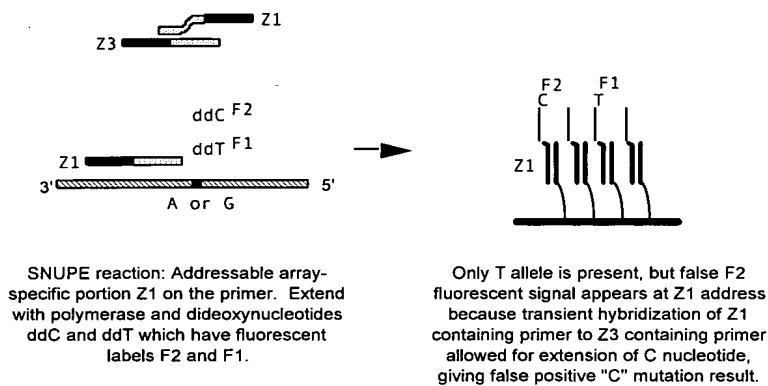 Z1
Z3
ddC F2
ddT F1
Z1
3' 5'
A or G
F2 F1
C T
Z1
SNUPE reaction: Addressable array-
specific portion Z1 on the primer. Extend
with polymerase and dideoxynucleotides
ddC and ddT which have fluorescent
labels F2 and F1.
Only T allele is present, but false F2
fluorescent signal appears at Z1 address
because transient hybridization of Z1
containing primer to Z3 containing primer
allowed for extension of C nucleotide,
giving false positive "C" mutation result.